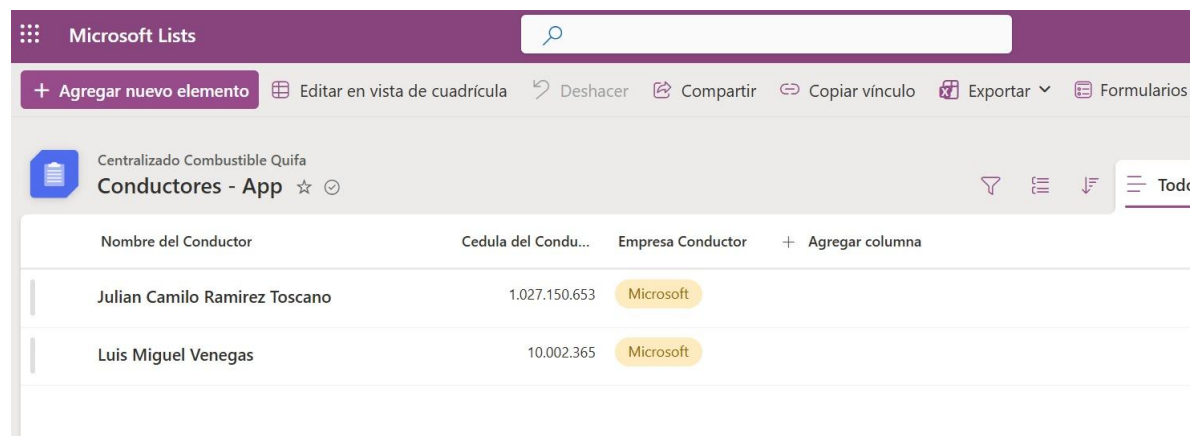 Microsoft Lists
+ Agregar nuevo elemento Editar en vista de cuadrícula Deshacer Compartir Copiar vínculo Exportar Formularios
Centralizado Combustible Quifa
Conductores - App
Nombre del Conductor Cedula del Condu... Empresa Conductor + Agregar columna
Julian Camilo Ramirez Toscano 1.027.150.653 Microsoft
Luis Miguel Venegas 10.002.365 Microsoft